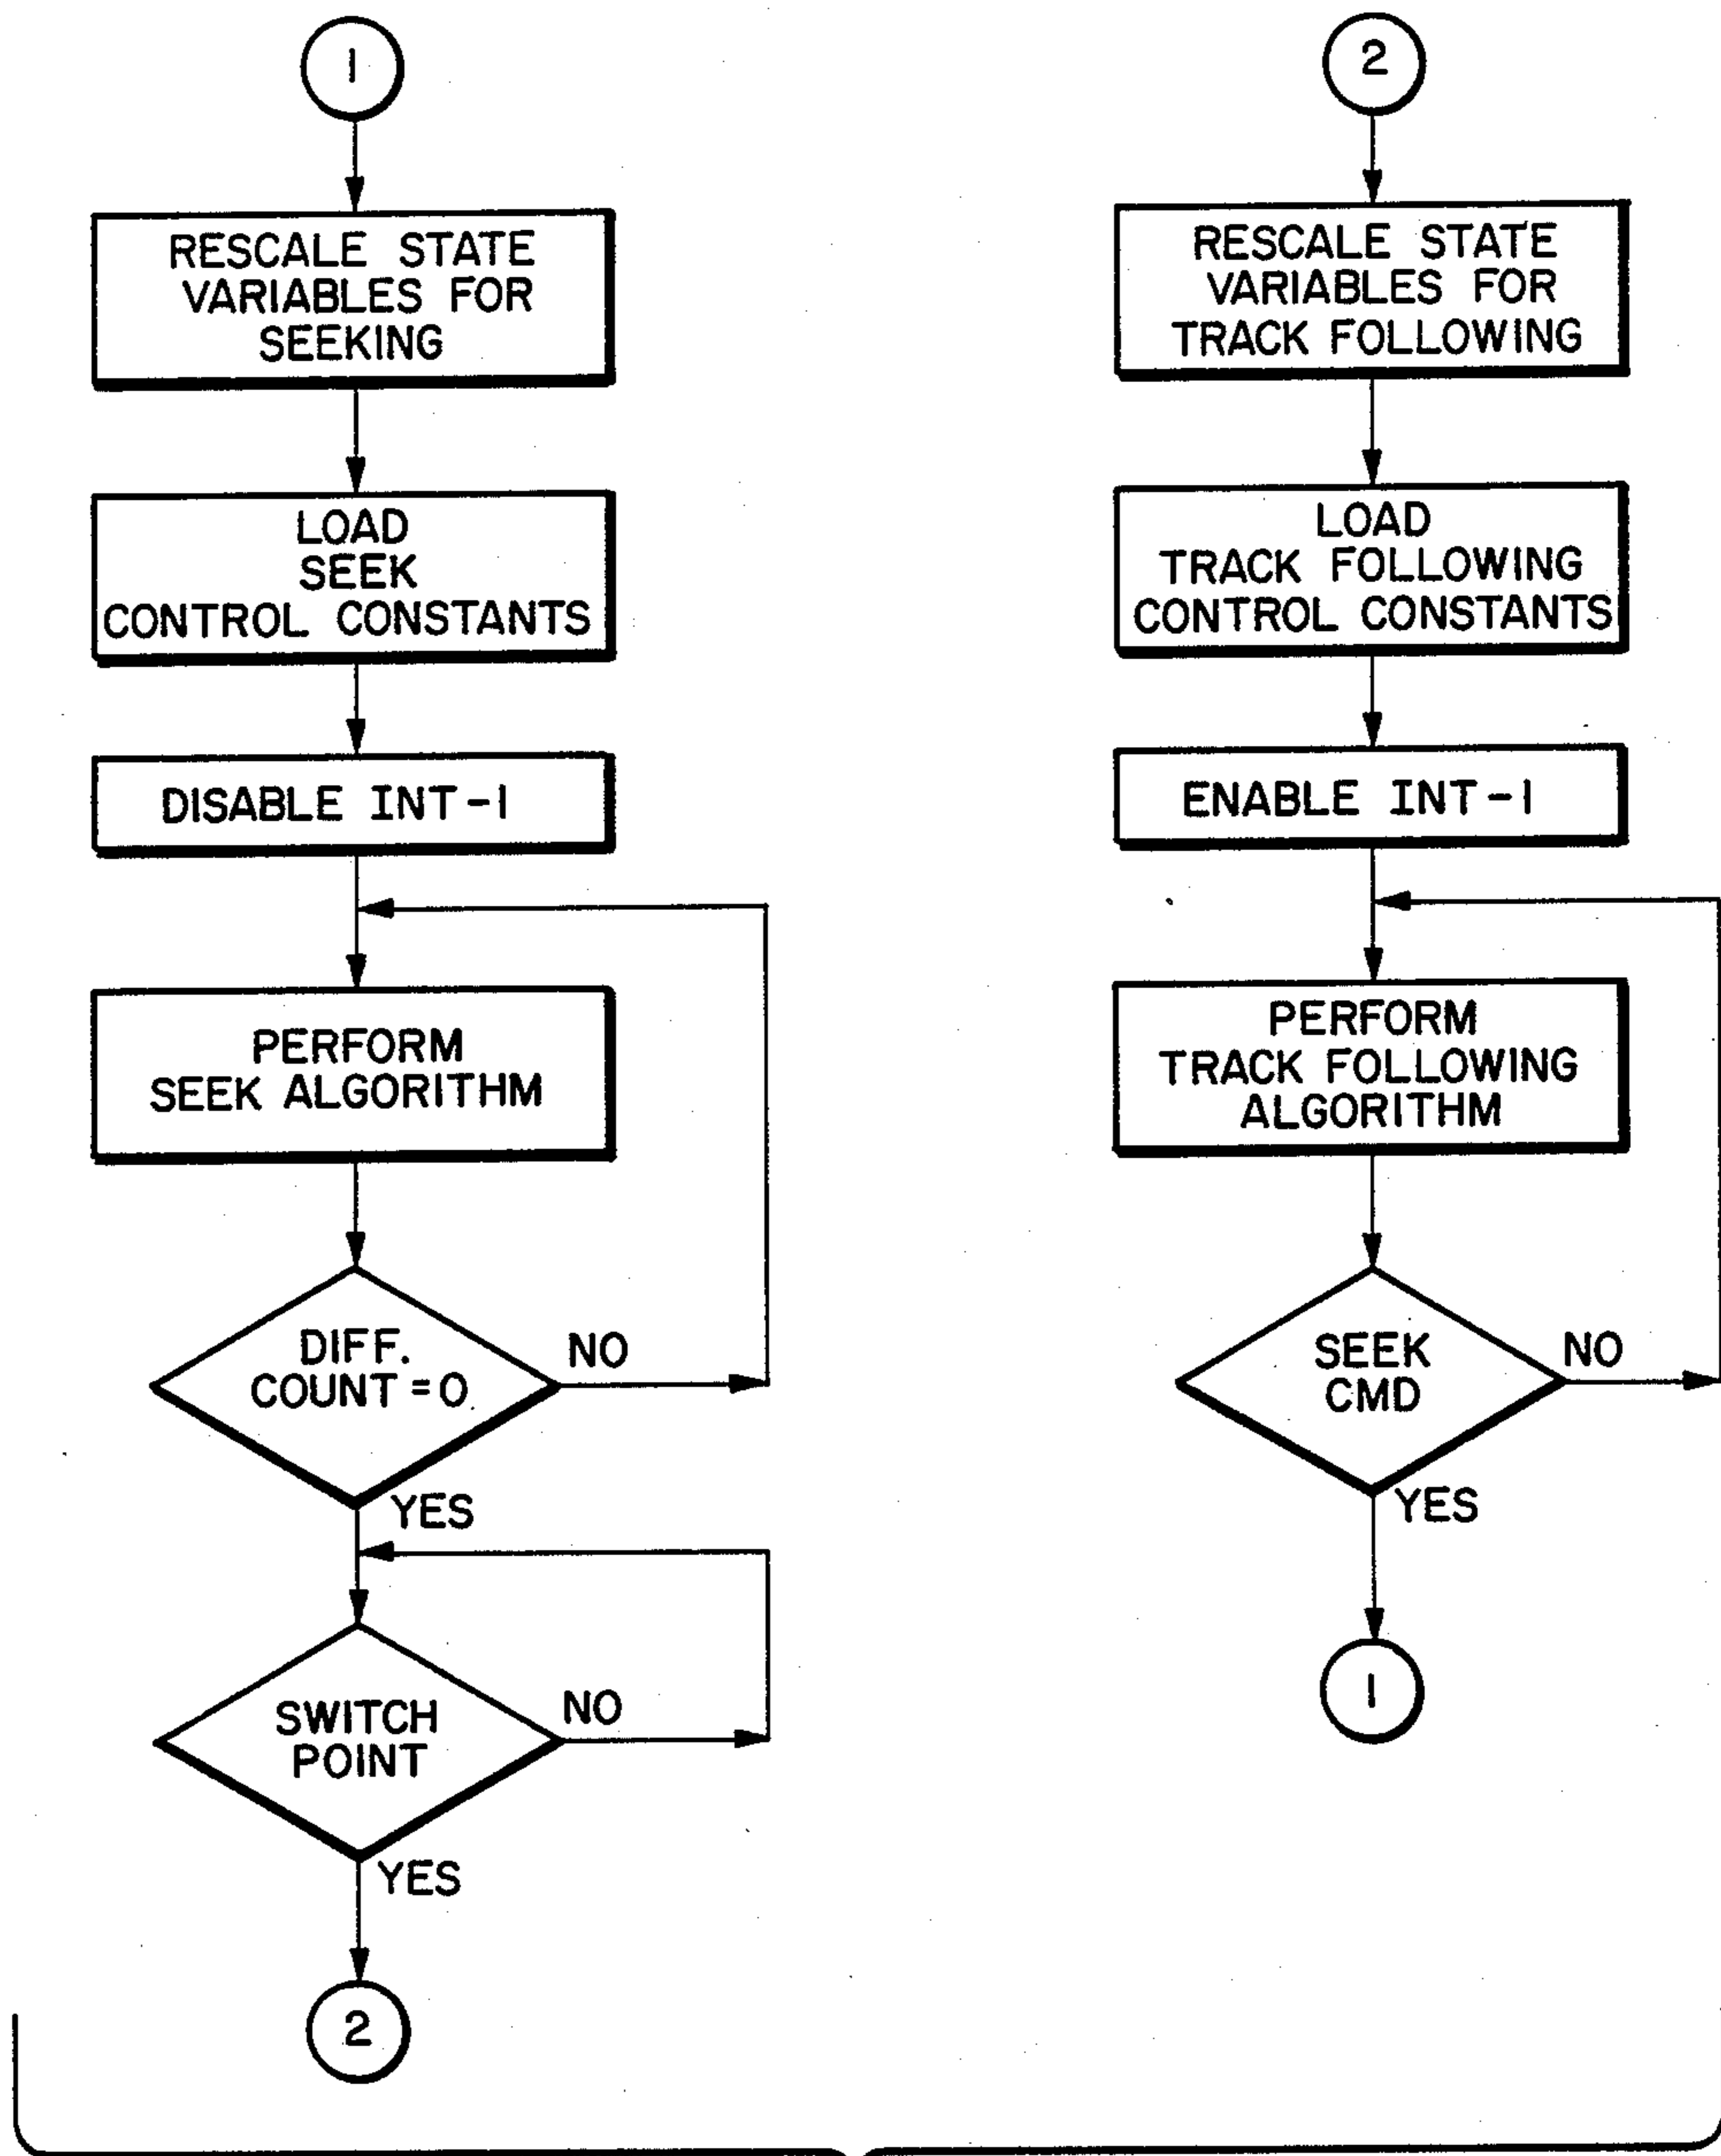 1
RESCALE STATE
VARIABLES FOR
SEEKING
LOAD
SEEK
CONTROL CONSTANTS
DISABLE INT-1
PERFORM
SEEK ALGORITHM
DIFF.
COUNT=0
NO
YES
SWITCH
POINT
NO
YES
2
2
RESCALE STATE
VARIABLES FOR
TRACK FOLLOWING
LOAD
TRACK FOLLOWING
CONTROL CONSTANTS
ENABLE INT-1
PERFORM
TRACK FOLLOWING
ALGORITHM
SEEK
CMD
NO
YES
1